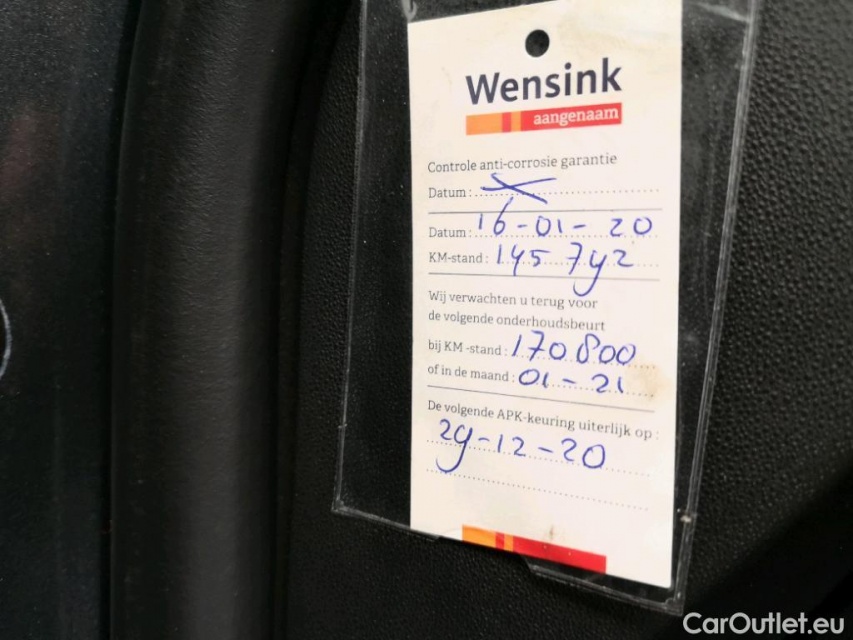 Wensink
aangenaam
Controle anti-corrosie garantie
Datum :
Datum : 16-01-20
KM-stand : 145 742
Wij verwachten u terug voor
de volgende onderhoudsbeurt
bij KM -stand : 170 800
of in de maand : 01-21
De volgende APK-keuring uiterlijk op :
29-12-20
CarOutlet.eu